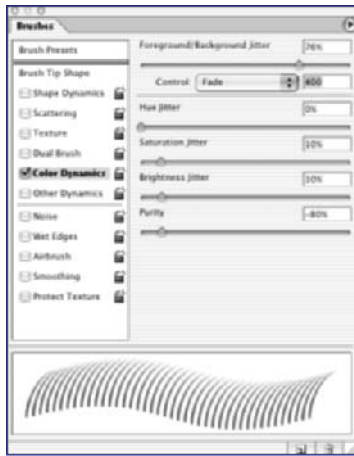 Brushes
Brush Presets
Brush Tip Shape
Shape Dynamics
Scattering
Texture
Dual Brush
Color Dynamics
Other Dynamics
Noise
Wet Edges
Airbrush
Smoothing
Protect Texture
Foreground/Background Jitter 76%
Control: Fade 400
Hue Jitter 0%
Saturation Jitter 10%
Brightness Jitter 10%
Purity -80%